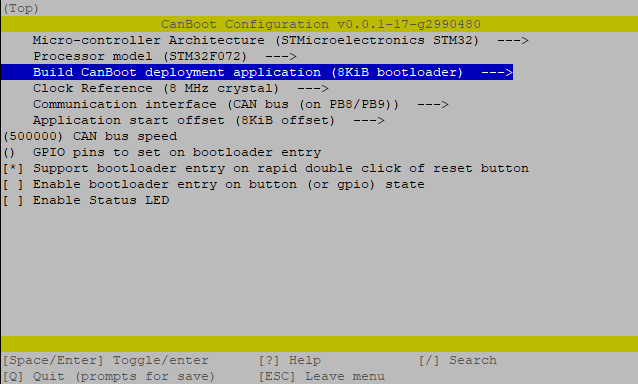 (Top)
CanBoot Configuration v0.0.1-17-g2990480
Micro-controller Architecture (STMicroelectronics STM32)  --->
Processor model (STM32F072)  --->
Build CanBoot deployment application (8KiB bootloader)  --->
Clock Reference (8 MHz crystal)  --->
Communication interface (CAN bus (on PB8/PB9))  --->
Application start offset (8KiB offset)  --->
(500000) CAN bus speed
()  GPIO pins to set on bootloader entry
[*] Support bootloader entry on rapid double click of reset button
[ ] Enable bootloader entry on button (or gpio) state
[ ] Enable Status LED
[Space/Enter] Toggle/enter [?] Help [/] Search
[Q] Quit (prompts for save) [ESC] Leave menu